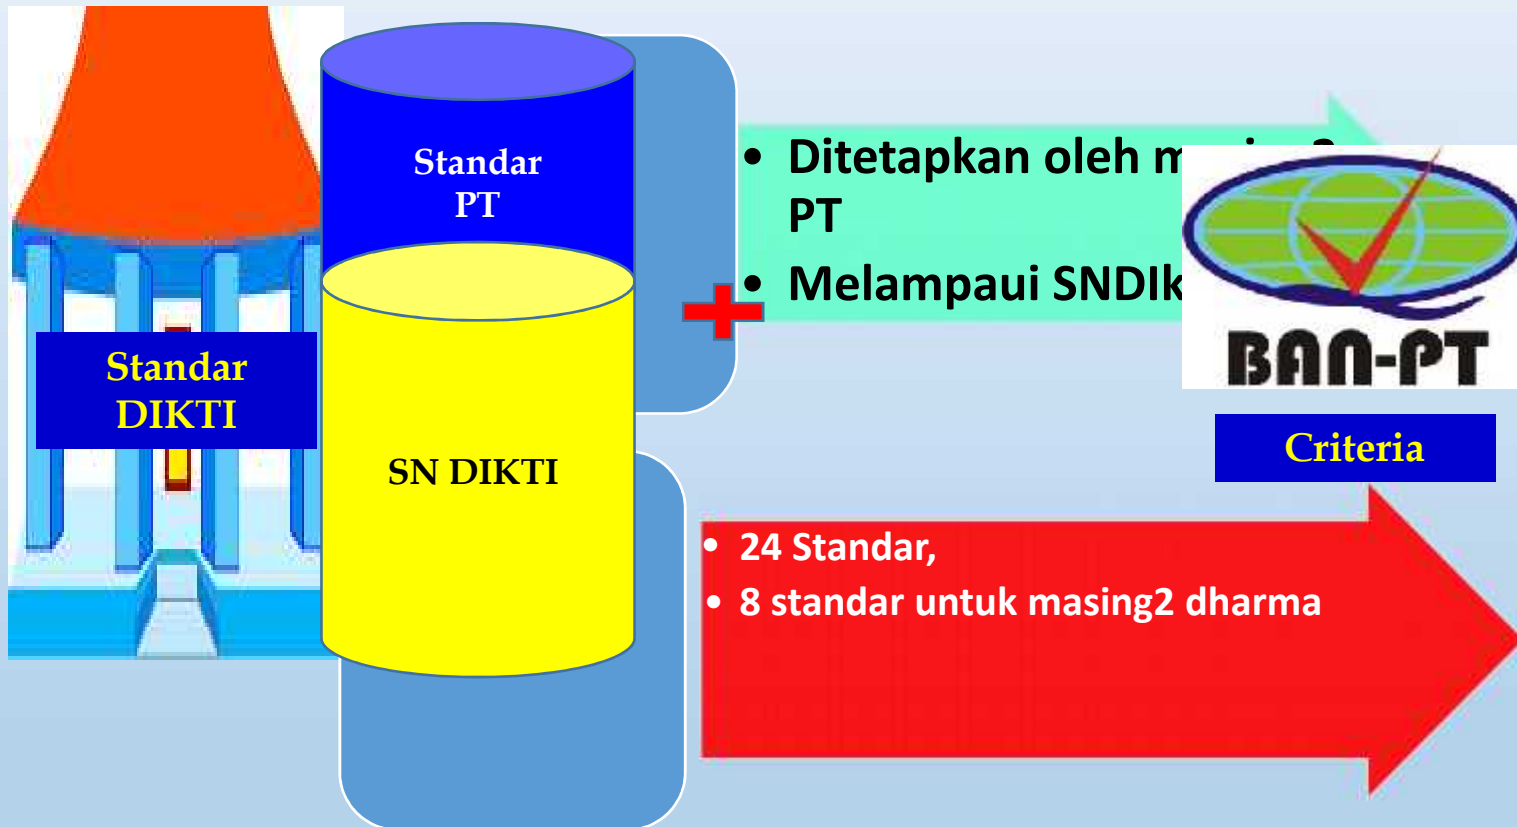 Standar
DIKTI
Standar
PT
SN DIKTI
• Ditetapkan oleh
PT
• Melampaui
BAN-PT
Criteria
• 24 Standar,
• 8 standar untuk masing2 dharma